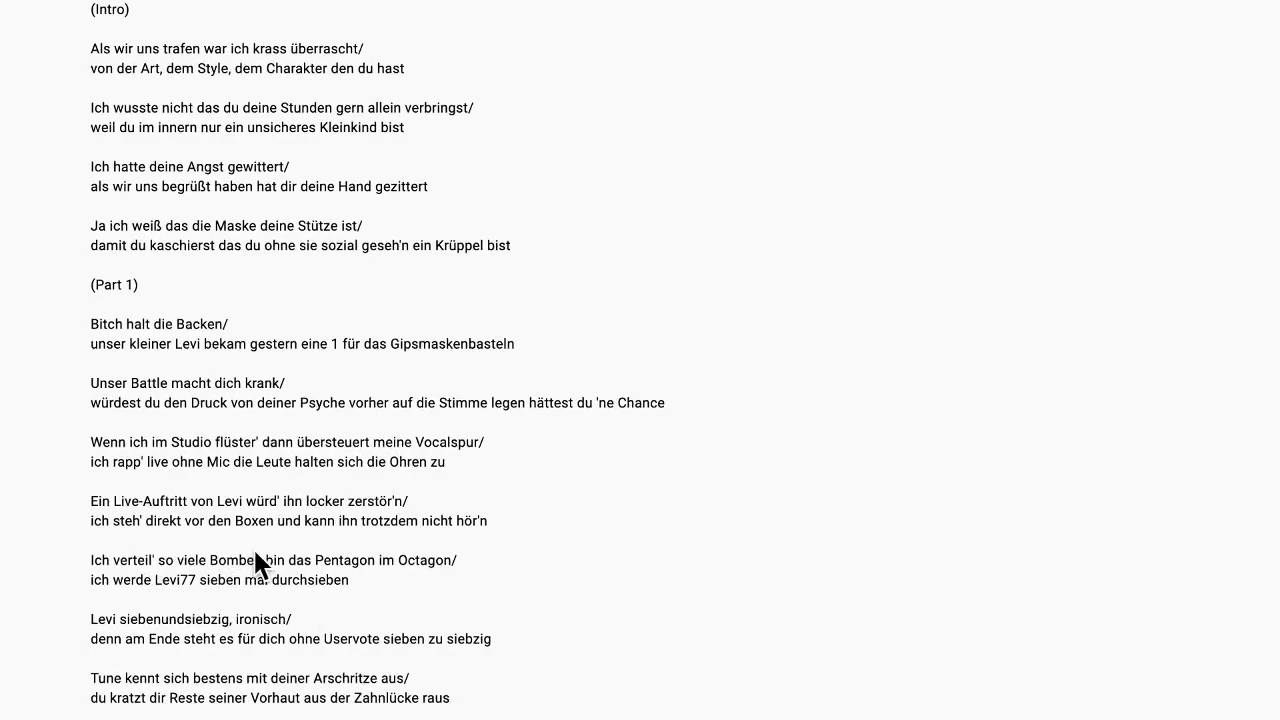 (Intro)
Als wir uns trafen war ich krass überrascht/
von der Art, dem Style, dem Charakter den du hast
Ich wusste nicht das du deine Stunden gern allein verbringst/
weil du im innern nur ein unsicheres Kleinkind bist
Ich hatte deine Angst gewittert/
als wir uns begrüßt haben hat dir deine Hand gezittert
Ja ich weiß das die Maske deine Stütze ist/
damit du kaschierst das du ohne sie sozial geseh'n ein Krüppel bist
(Part 1)
Bitch halt die Backen/
unser kleiner Levi bekam gestern eine 1 für das Gipsmaskenbasteln
Unser Battle macht dich krank/
würdest du den Druck von deiner Psyche vorher auf die Stimme legen hättest du 'ne Chance
Wenn ich im Studio flüster' dann übersteuert meine Vocalspur/
ich rapp' live ohne Mic die Leute halten sich die Ohren zu
Ein Live-Auftritt von Levi würd' ihn locker zerstör'n/
ich steh' direkt vor den Boxen und kann ihn trotzdem nicht hör'n
Ich verteil' so viele Bomben bin das Pentagon im Octagon/
ich werde Levi77 sieben mal durchsieben
Levi siebenundsiebzig, ironisch/
denn am Ende steht es für dich ohne Uservote sieben zu siebzig
Tune kennt sich bestens mit deiner Arschritze aus/
du kratzt dir Reste seiner Vorhaut aus der Zahnlücke raus